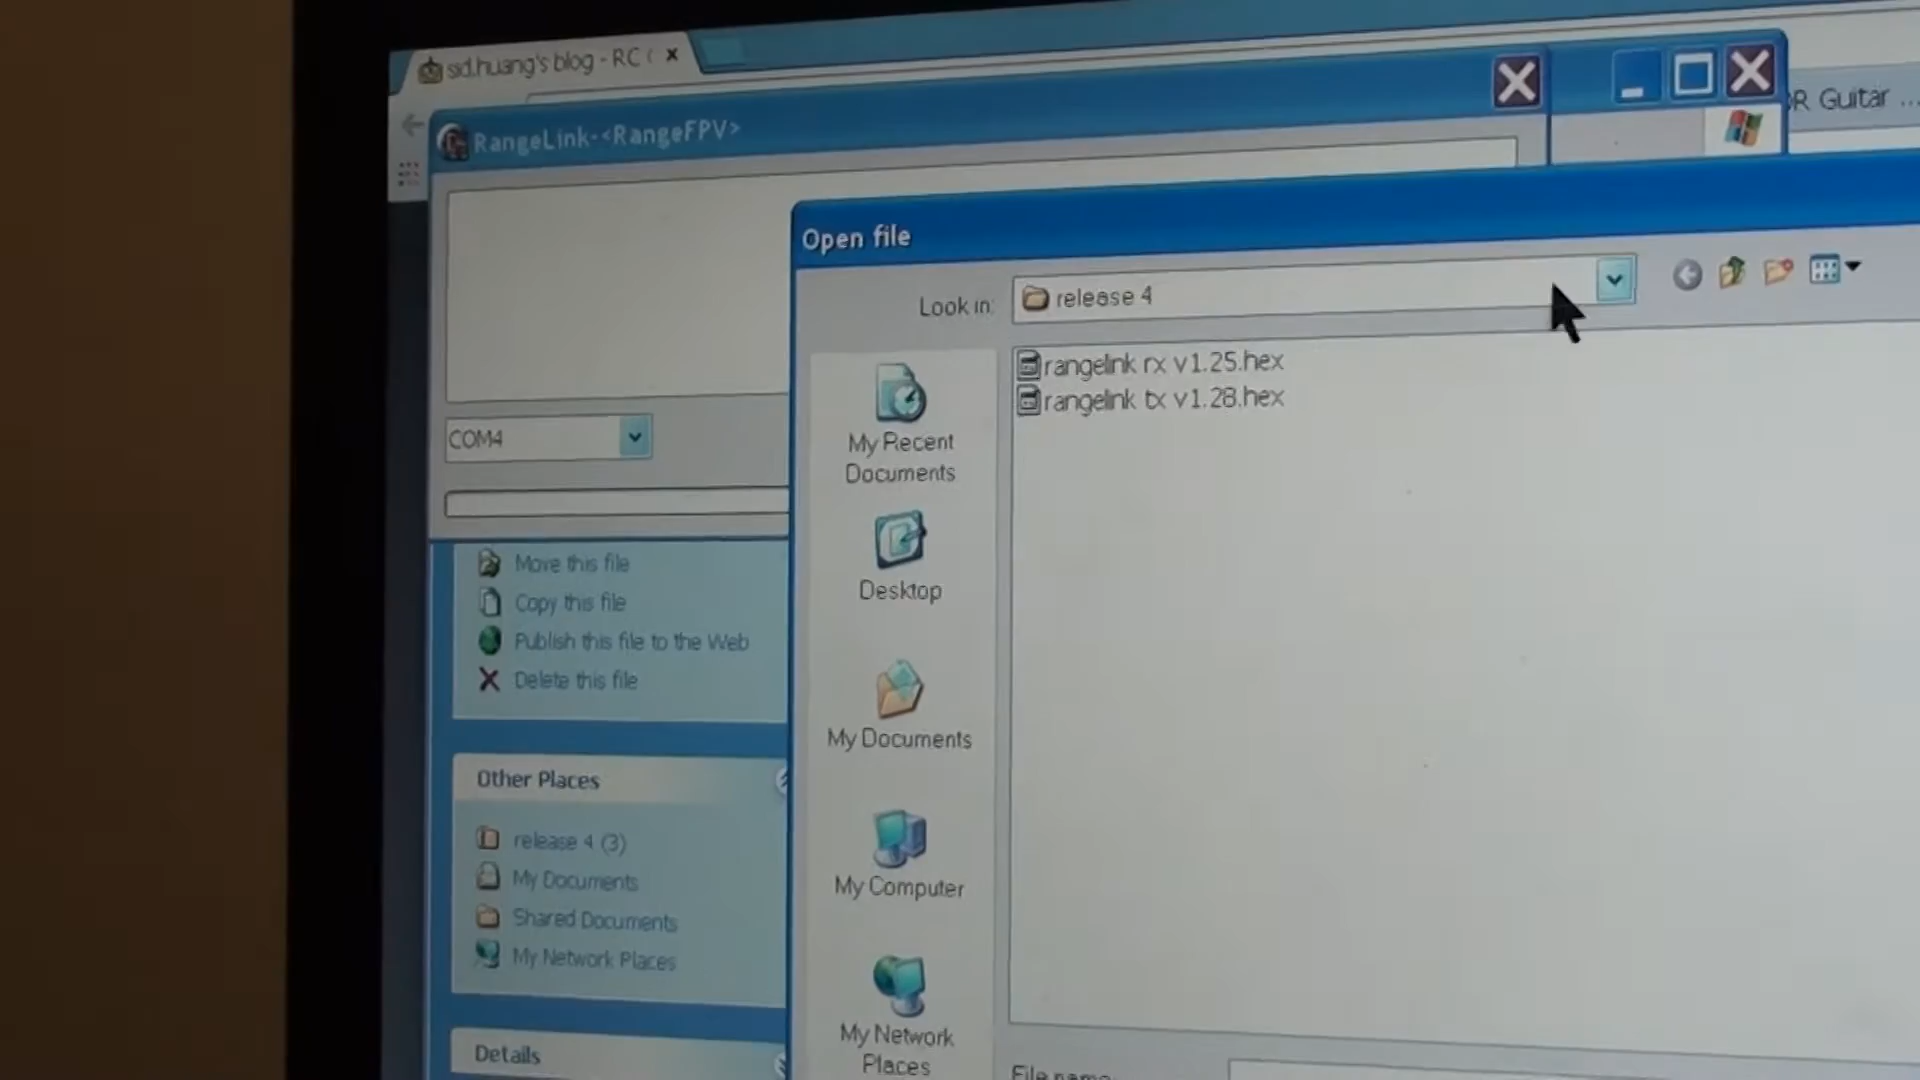 sid.huang's blog - RC (
R Guitar ...
RangeLink-<RangeFPV>
Open file
Look in:
release 4
rangelink rx v1.25.hex
rangelink tx v1.28.hex
COM4
My Recent
Documents
Desktop
My Documents
My Computer
My Network
Places
Move this file
Copy this file
Publish this file to the Web
Delete this file
Other Places
release 4 (3)
My Documents
Shared Documents
My Network Places
Details
File name: